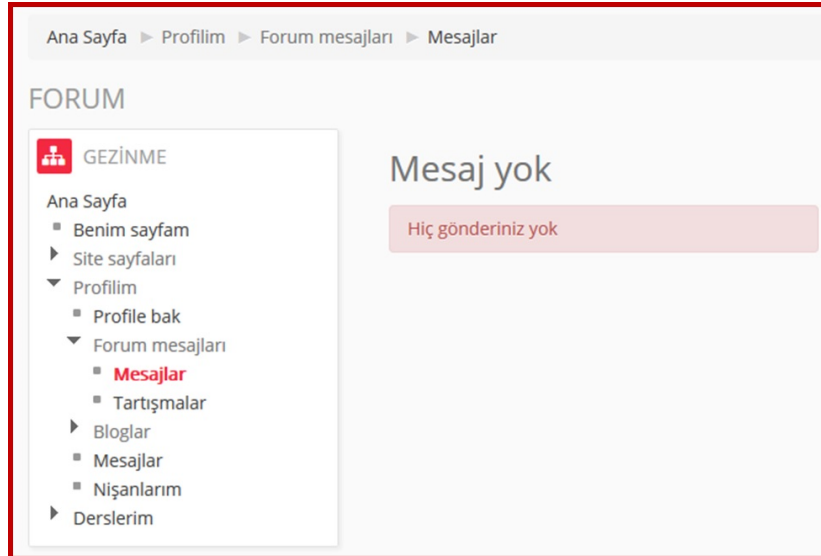 Ana Sayfa ► Profilim ► Forum mesajları ► Mesajlar
FORUM
GEZİNME
Ana Sayfa
Benim sayfam
Site sayfaları
Profilim
Profile bak
Forum mesajları
Mesajlar
Tartışmalar
Bloglar
Mesajlar
Nişanlarım
Derslerim
Mesaj yok
Hiç gönderiniz yok